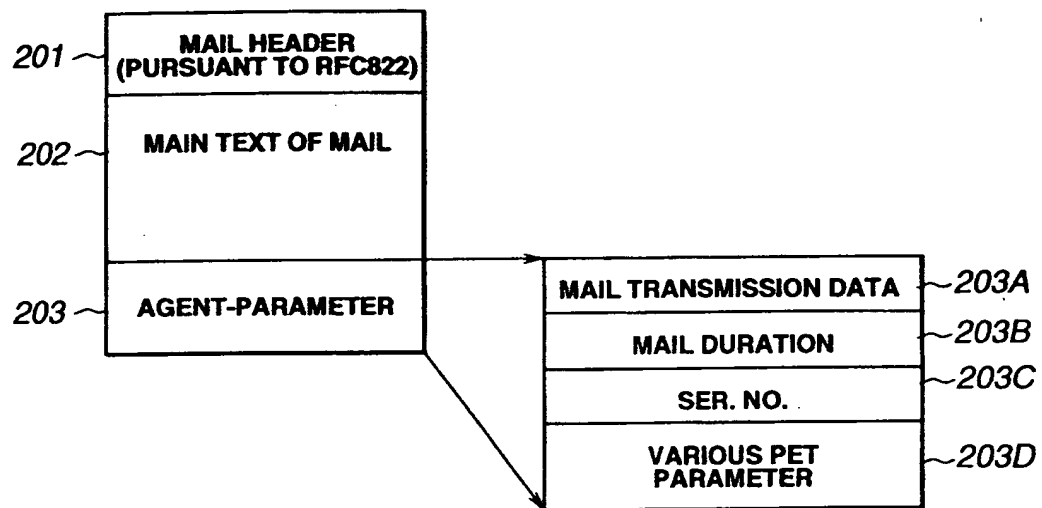 201
MAIL HEADER
(PURSUANT TO RFC822)
202
MAIN TEXT OF MAIL
203
AGENT-PARAMETER
MAIL TRANSMISSION DATA
203A
MAIL DURATION
203B
SER. NO.
203C
VARIOUS PET
PARAMETER
203D